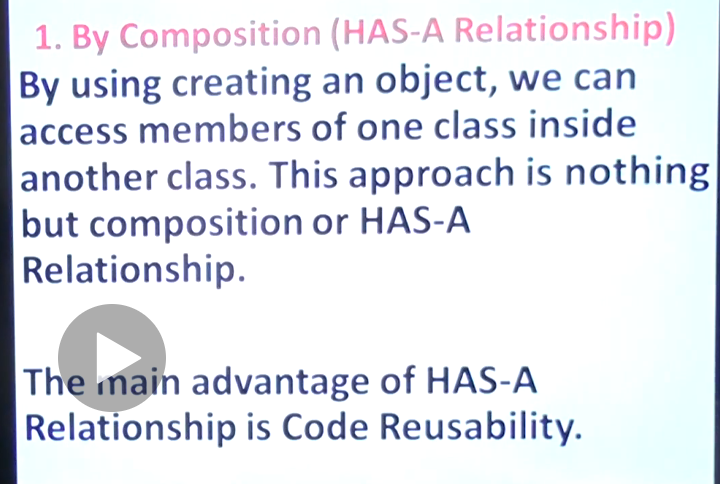 1. By Composition (HAS-A Relationship)
By using creating an object, we can
access members of one class inside
another class. This approach is nothing
but composition or HAS-A
Relationship.
The main advantage of HAS-A
Relationship is Code Reusability.